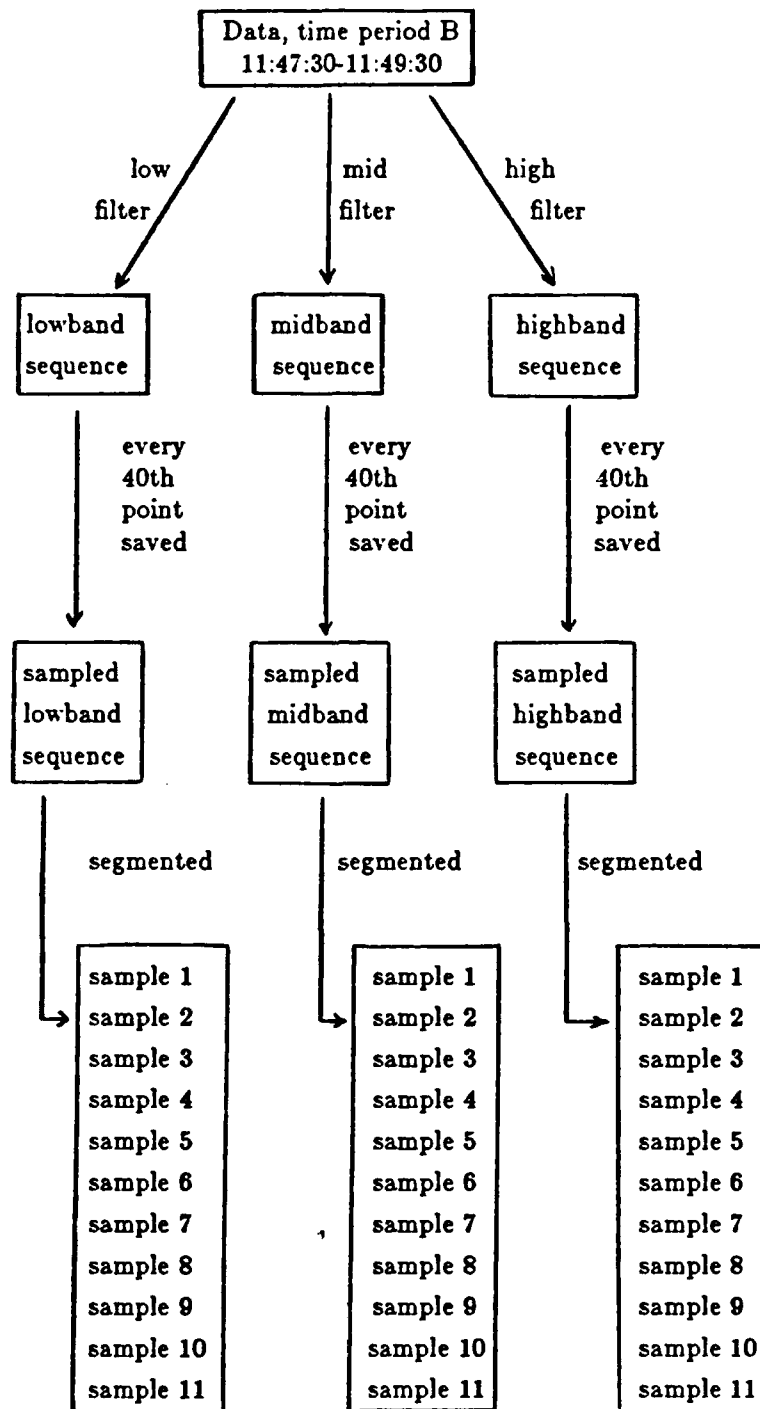 Data, time period B
11:47:30-11:49:30
low
filter
mid
filter
high
filter
lowband
sequence
midband
sequence
highband
sequence
every
40th
point
saved
every
40th
point
saved
every
40th
point
saved
sampled
lowband
sequence
sampled
midband
sequence
sampled
highband
sequence
segmented
segmented
segmented
sample 1
sample 2
sample 3
sample 4
sample 5
sample 6
sample 7
sample 8
sample 9
sample 10
sample 11
sample 1
sample 2
sample 3
sample 4
sample 5
sample 6
sample 7
sample 8
sample 9
sample 10
sample 11
sample 1
sample 2
sample 3
sample 4
sample 5
sample 6
sample 7
sample 8
sample 9
sample 10
sample 11